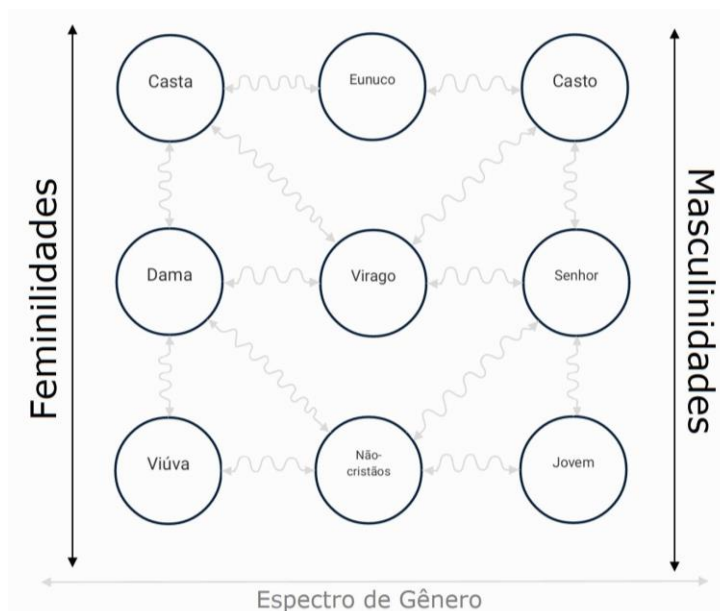 Casta
Eunuco
Casto
Feminilidades
Masculinidades
Dama
Virago
Senhor
Viúva
Não-
cristãos
Jovem
Espectro de Gênero